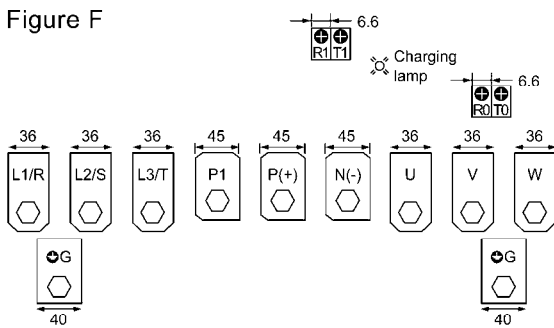 Figure F
6.6
R1 T1
Charging
lamp
6.6
R0 T0
36 36 36 45 45 45 36 36 36
L1/R L2/S L3/T P1 P(+) N(-) U V W
G G
40 40